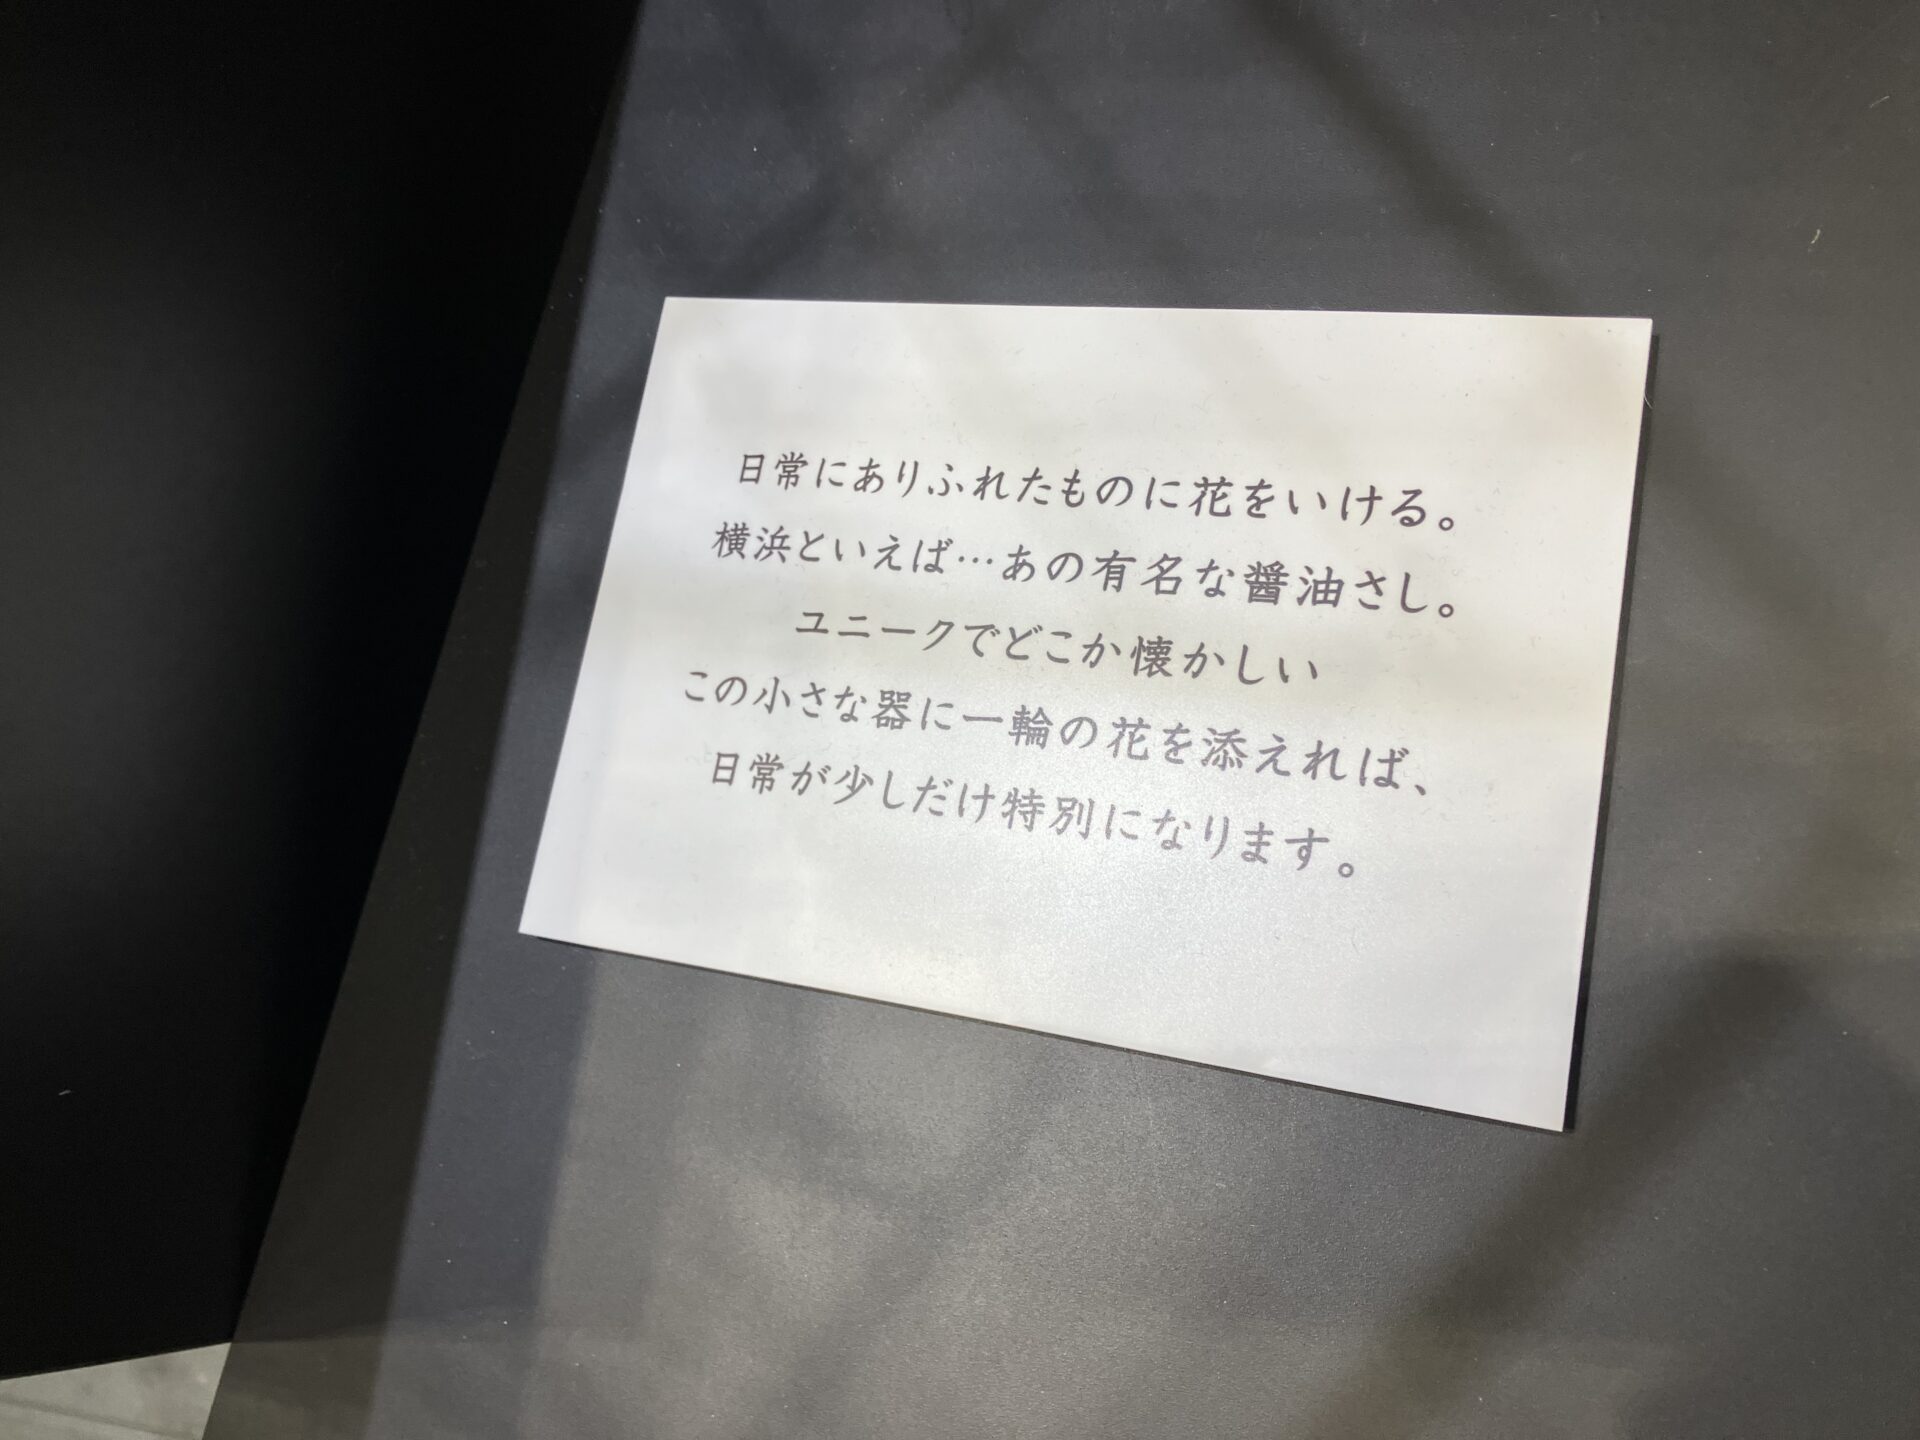 日常にありふれたものに花をいける。
横浜といえば…あの有名な醤油さし。
ユニークでどこか懐かしい
この小さな器に一輪の花を添えれば、
日常が少しだけ特別になります。